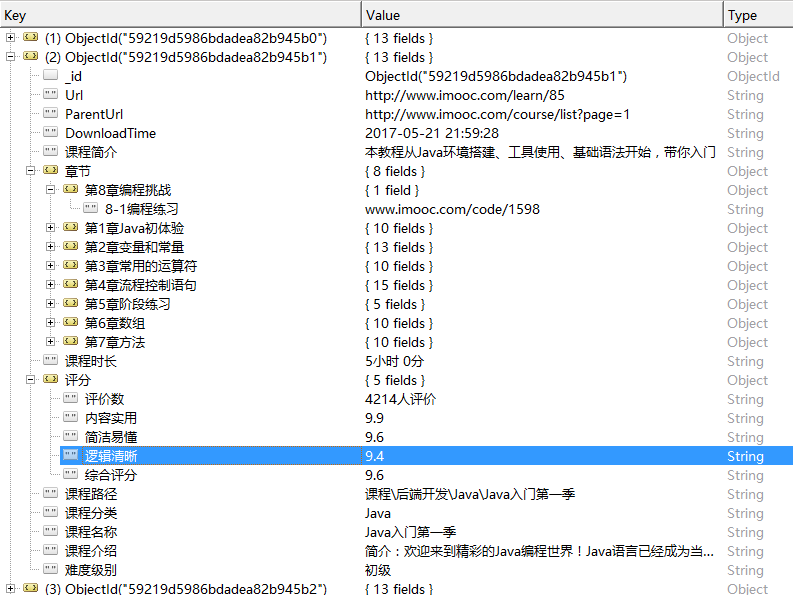 Key Value Type
(1) ObjectId("59219d5986bdadea82b945b0") { 13 fields } Object
(2) ObjectId("59219d5986bdadea82b945b1") { 13 fields } Object
_id ObjectId("59219d5986bdadea82b945b1") ObjectId
Url http://www.imooc.com/learn/85 String
ParentUrl http://www.imooc.com/course/list?page=1 String
DownloadTime 2017-05-21 21:59:28 String
课程简介 本教程从Java环境搭建、工具使用、基础语法开始，带你入门 String
章节 { 8 fields } Object
第8章编程挑战 { 1 field } Object
8-1编程练习 www.imooc.com/code/1598 String
第1章Java初体验 { 10 fields } Object
第2章变量和常量 { 13 fields } Object
第3章常用的运算符 { 10 fields } Object
第4章流程控制语句 { 15 fields } Object
第5章阶段练习 { 5 fields } Object
第6章数组 { 10 fields } Object
第7章方法 { 10 fields } Object
课程时长 5小时 0分 String
评分 { 5 fields } Object
评价数 4214人评价 String
内容实用 9.9 String
简洁易懂 9.6 String
逻辑清晰 9.4 String
综合评分 9.6 String
课程路径 课程\后端开发\Java\Java入门第一季 String
课程分类 Java String
课程名称 Java入门第一季 String
课程介绍 简介：欢迎来到精彩的Java编程世界！Java语言已经成为当... String
难度级别 初级 String
(3) ObjectId("59219d5986bdadea82b945b2") { 13 fields } Object